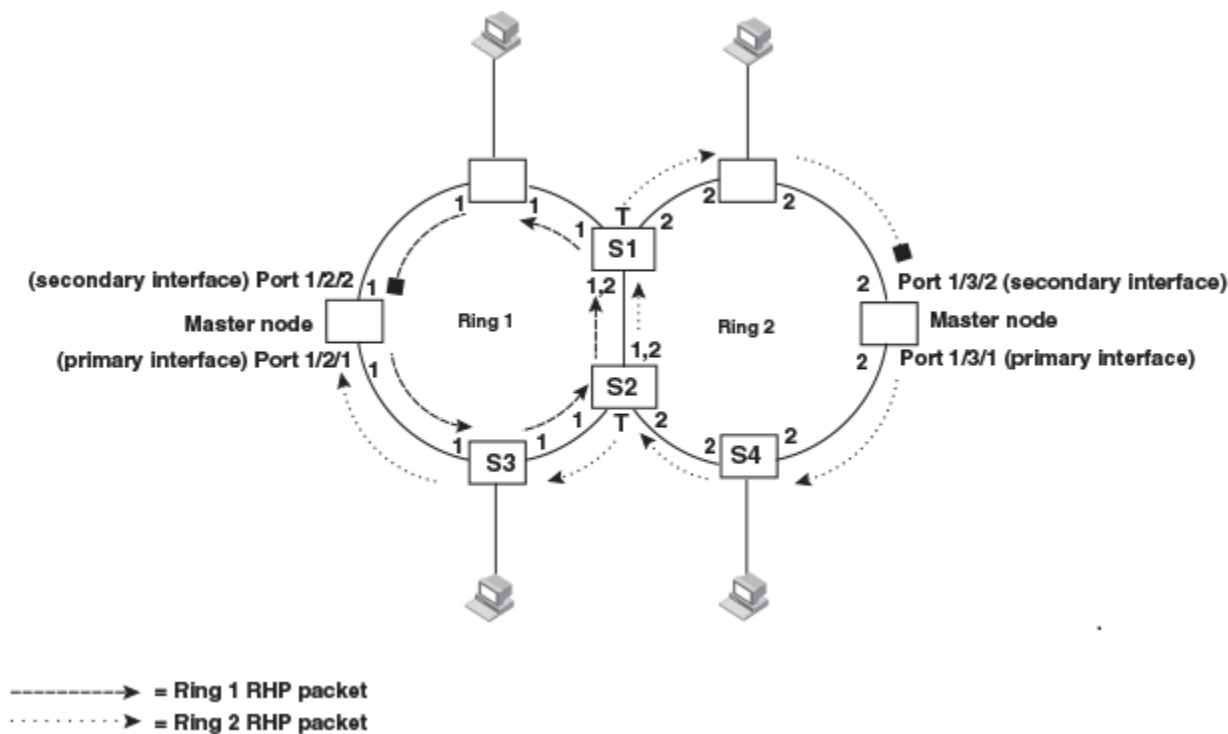 1
1
T
2
2
2
1
2
S1
(secondary interface) Port 1/2/2
1
1,2
2
Port 1/3/2 (secondary interface)
Master node
Ring 1
Ring 2
Master node
(primary interface) Port 1/2/1
1
1,2
2
Port 1/3/1 (primary interface)
S2
1
T
2
1
1
2
2
S3
S4
= Ring 1 RHP packet
= Ring 2 RHP packet